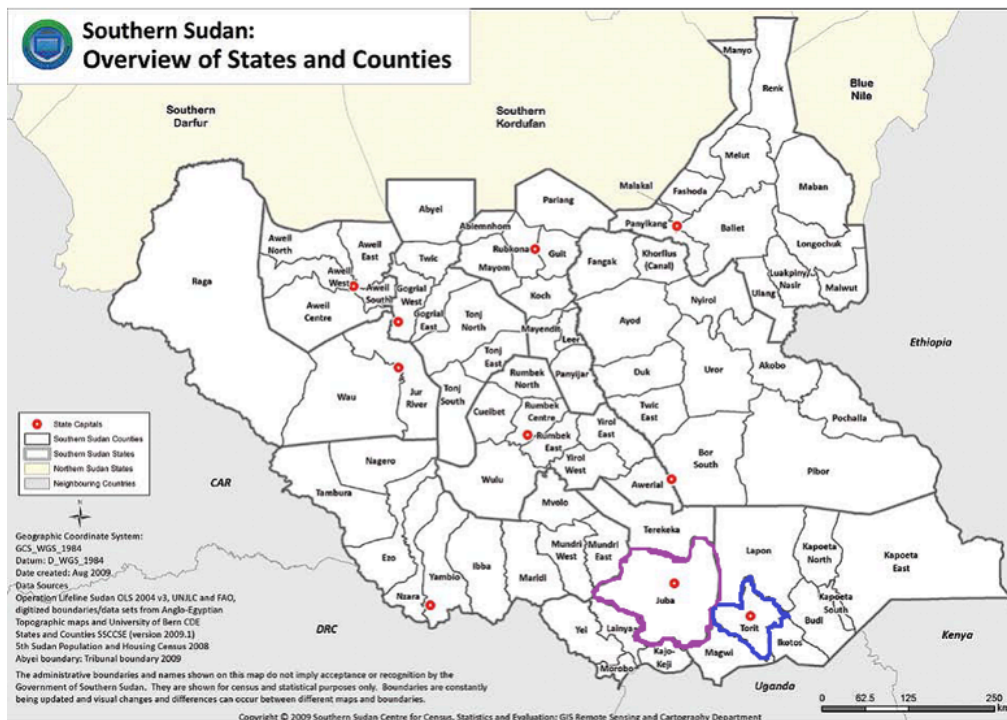 Southern Sudan:
Overview of States and Counties
Manyo
Renk
Blue
Nile
Southern
Darfur
Southern
Kordufan
Melut
Maban
Malakal
Fashoda
Abyei
Pariang
Abiemnhom
Panyikang
Baliet
Aweil
North
Aweil
East
Twic
Rubkona
Guit
Mayom
Fangak
Khorflus
(Canal)
Longochuk
Luakpiny/
Nasir
Maiwut
Ulang
Raga
Aweil
West
Aweil
South
Gogrial
West
Aweil
Centre
Gogrial
East
Tonj
North
Koch
Nyirol
Mayendit
Leer
Ayod
Ethiopia
Tonj
East
Rumbek
North
Panyijar
Duk
Uror
Akobo
Wau
Jur
River
Tonj
South
Cueibet
Rumbek
Centre
Rumbek
East
Yirol
East
Twic
East
Pochalla
State Capitals
Southern Sudan Counties
Southern Sudan States
Northern Sudan States
Neighbouring Countries
Yirol
West
Bor
South
Pibor
Nagero
Wulu
Awerial
CAR
Tambura
Mvolo
N
Terekeka
Geographic Coordinate System:
GCS_WGS_1984
Datum: D_WGS_1984
Date created: Aug 2009
Data Sources
Operation Lifeline Sudan OLS 2004 v3, UNJLC and FAO,
digitized boundaries/data sets from Anglo-Egyptian
Topographic maps and University of Bern CDE
States and Counties SSCCSE (version 2009.1)
5th Sudan Population and Housing Census 2008
Abyei boundary: Tribunal boundary 2009
Ezo
Yambio
Ibba
Maridi
Mundri
West
Mundri
East
Lapon
Kapoeta
North
Kapoeta
East
Nzara
Juba
Kapoeta
South
Torit
Budi
DRC
Yei
Lainya
Ikotos
Kenya
Magwi
Kajo-
Keji
Morobo
Uganda
The administrative boundaries and names shown on this map do not imply acceptance or recognition by the
Government of Southern Sudan. They are shown for census and statistical purposes only. Boundaries are constantly
being updated and visual changes and differences can occur between different maps and boundaries.
0 62.5 125 250
Copyright © 2009 Southern Sudan Centre for Census, Statistics and Evaluation: GIS Remote Sensing and Cartography Department